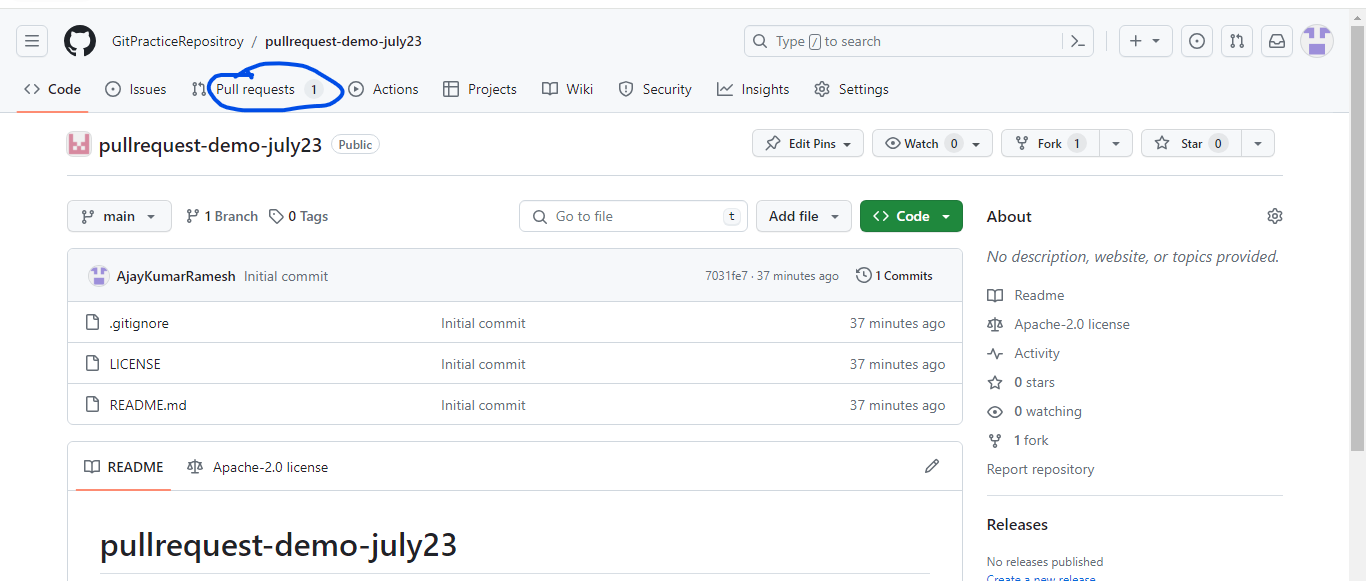 GitPracticeRepositroy / pullrequest-demo-july23
Type / to search
Code Issues Pull requests 1 Actions Projects Wiki Security Insights Settings
pullrequest-demo-july23 Public
Edit Pins Watch 0 Fork 1 Star 0
main 1 Branch 0 Tags Go to file t Add file Code
AjayKumarRamesh Initial commit 7031fe7 · 37 minutes ago 1 Commits
.gitignore Initial commit 37 minutes ago
LICENSE Initial commit 37 minutes ago
README.md Initial commit 37 minutes ago
README Apache-2.0 license
pullrequest-demo-july23
About
No description, website, or topics provided.
Readme
Apache-2.0 license
Activity
0 stars
0 watching
1 fork
Report repository
Releases
No releases published
Create a new release